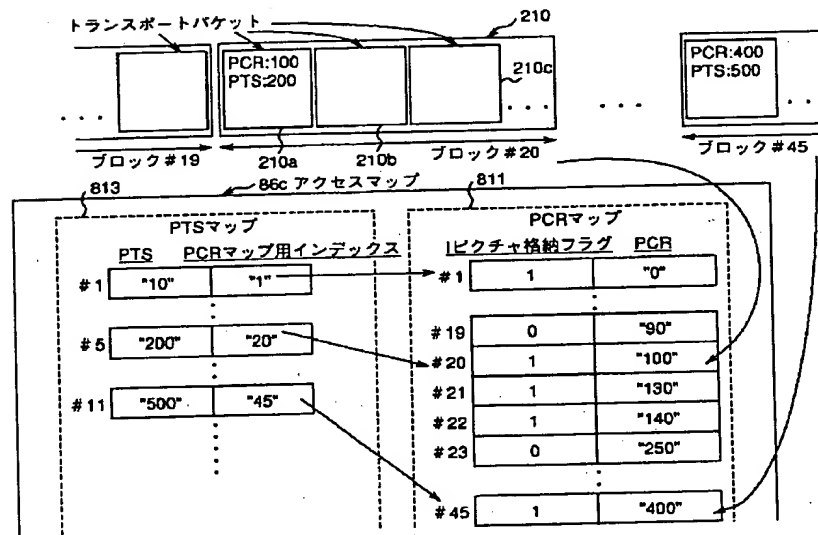 トランスポートパケット
210
PCR:100
PTS:200
210c
PCR:400
PTS:500
. . .
. . .
. . .
. . .
ブロック#19
210a
210b
ブロック#20
ブロック#45
813
86c アクセスマップ
811
PTSマップ
PTS PCRマップ用インデックス
#1 "10" "1"
#5 "200" "20"
#11 "500" "45"
PCRマップ
Iピクチャ格納フラグ PCR
#1 1 "0"
#19 0 "90"
#20 1 "100"
#21 1 "130"
#22 1 "140"
#23 0 "250"
#45 1 "400"